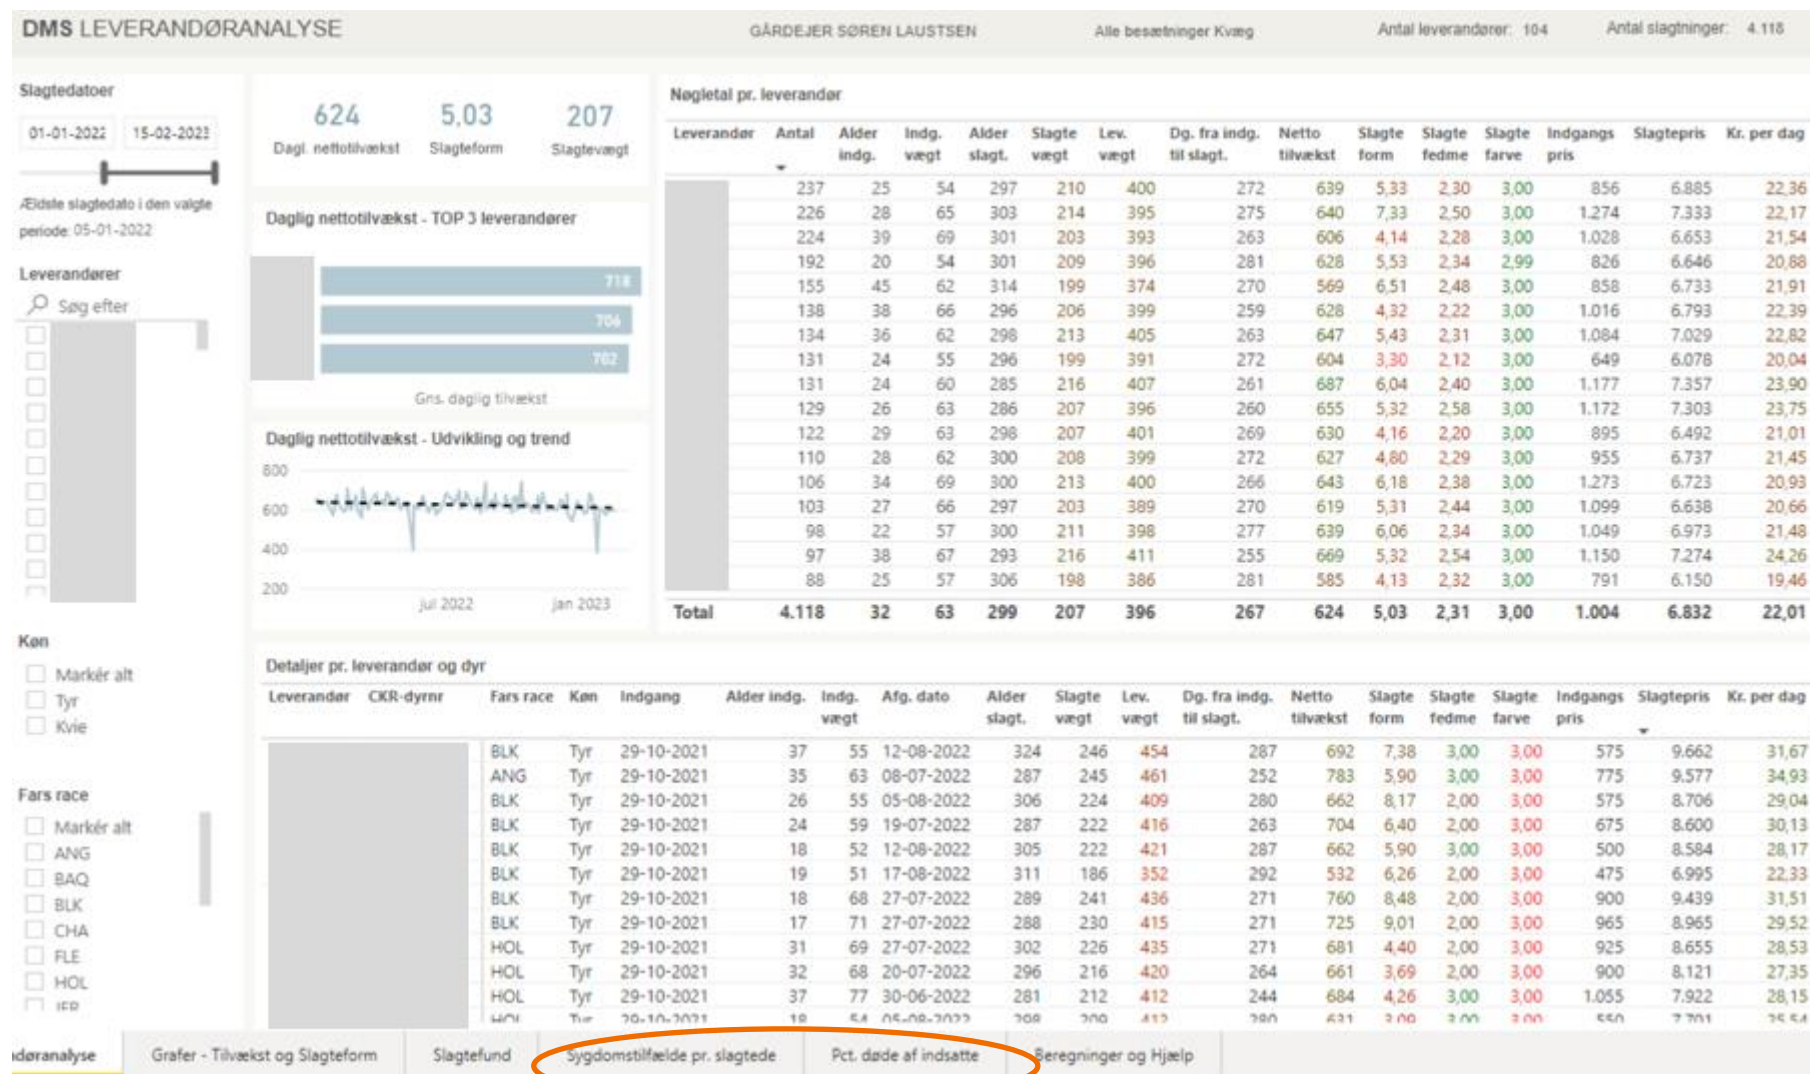 DMS LEVERANDØRANALYSE GÅRDEJER SØREN LAUSTSEN Alle besætninger Kvæg Antal leverandører: 104 Antal slagtninger: 4.118
Slagtedatoer
01-01-2022 15-02-2023
Ældste slagtedato i den valgte
periode: 05-01-2022
Leverandører
Søg efter
Køn
Markér alt
Tyr
Kvie
Fars race
Markér alt
ANG
BAQ
BLK
CHA
FLE
HOL
JER
624 5,03 207
Dagl. nettotilvækst Slagteform Slagtevægt
Daglig nettotilvækst - TOP 3 leverandører
718
706
702
Gns. daglig tilvækst
Daglig nettotilvækst - Udvikling og trend
800
600
400
200
jul 2022 jan 2023
Nøgletal pr. leverandør
Leverandør Antal Alder Indg. Alder Slagte Lev. Dg. fra indg. Netto Slagte Slagte Slagte Indgangs Slagtepris Kr. per dag
indg. vægt slagt. vægt vægt til slagt. tilvækst form fedme farve pris
237 25 54 297 210 400 272 639 5,33 2,30 3,00 856 6.885 22,36
226 28 65 303 214 395 275 640 7,33 2,50 3,00 1.274 7.333 22,17
224 39 69 301 203 393 263 606 4,14 2,28 3,00 1.028 6.653 21,54
192 20 54 301 209 396 281 628 5,53 2,34 2,99 826 6.646 20,88
155 45 62 314 199 374 270 569 6,51 2,48 3,00 858 6.733 21,91
138 38 66 296 206 399 259 628 4,32 2,22 3,00 1.016 6.793 22,39
134 36 62 298 213 405 263 647 5,43 2,31 3,00 1.084 7.029 22,82
131 24 55 296 199 391 272 604 3,30 2,12 3,00 649 6.078 20,04
131 24 60 285 216 407 261 687 6,04 2,40 3,00 1.177 7.357 23,90
129 26 63 286 207 396 260 655 5,32 2,58 3,00 1.172 7.303 23,75
122 29 63 298 207 401 269 630 4,16 2,20 3,00 895 6.492 21,01
110 28 62 300 208 399 272 627 4,80 2,29 3,00 955 6.737 21,45
106 34 69 300 213 400 266 643 6,18 2,38 3,00 1.273 6.723 20,93
103 27 66 297 203 389 270 619 5,31 2,44 3,00 1.099 6.638 20,66
98 22 57 300 211 398 277 639 6,06 2,34 3,00 1.049 6.973 21,48
97 38 67 293 216 411 255 669 5,32 2,54 3,00 1.150 7.274 24,26
88 25 57 306 198 386 281 585 4,13 2,32 3,00 791 6.150 19,46
Total 4.118 32 63 299 207 396 267 624 5,03 2,31 3,00 1.004 6.832 22,01
Detaljer pr. leverandør og dyr
Leverandør CKR-dyrnr Fars race Køn Indgang Alder indg. Indg. Afg. dato Alder Slagte Lev. Dg. fra indg. Netto Slagte Slagte Slagte Indgangs Slagtepris Kr. per dag
vægt slagt. vægt vægt til slagt. tilvækst form fedme farve pris
BLK Tyr 29-10-2021 37 55 12-08-2022 324 246 454 287 692 7,38 3,00 3,00 575 9.662 31,67
ANG Tyr 29-10-2021 35 63 08-07-2022 287 245 461 252 783 5,90 3,00 3,00 775 9.577 34,93
BLK Tyr 29-10-2021 26 55 05-08-2022 306 224 409 280 662 8,17 2,00 3,00 575 8.706 29,04
BLK Tyr 29-10-2021 24 59 19-07-2022 287 222 416 263 704 6,40 2,00 3,00 675 8.600 30,13
BLK Tyr 29-10-2021 18 52 12-08-2022 305 222 421 287 662 5,90 3,00 3,00 500 8.584 28,17
BLK Tyr 29-10-2021 19 51 17-08-2022 311 186 352 292 532 6,26 2,00 3,00 475 6.995 22,33
BLK Tyr 29-10-2021 18 68 27-07-2022 289 241 436 271 760 8,48 2,00 3,00 900 9.439 31,51
BLK Tyr 29-10-2021 17 71 27-07-2022 288 230 415 271 725 9,01 2,00 3,00 965 8.965 29,52
HOL Tyr 29-10-2021 31 69 27-07-2022 302 226 435 271 681 4,40 2,00 3,00 925 8.655 28,53
HOL Tyr 29-10-2021 32 68 20-07-2022 296 216 420 264 661 3,69 2,00 3,00 900 8.121 27,35
HOL Tyr 29-10-2021 37 77 30-06-2022 281 212 412 244 684 4,26 3,00 3,00 1.055 7.922 28,15
HOL Tyr 29-10-2021 18 54 05-08-2022 298 209 412 280 631 3,09 3,00 3,00 550 7.701 25,54
døranalyse Grafer - Tilvækst og Slagteform Slagtefund Sygdomstilfælde pr. slagtede Pct. døde af indsatte Beregninger og Hjælp